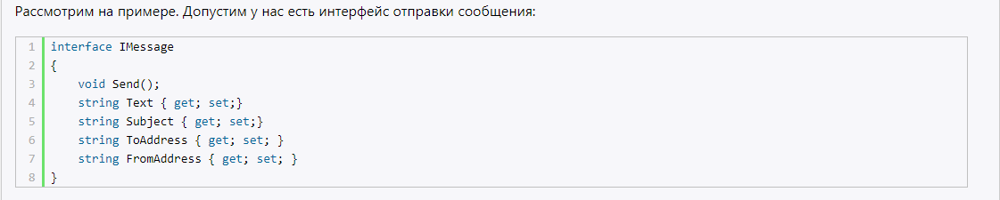 Рассмотрим на примере. Допустим у нас есть интерфейс отправки сообщения:
1 interface IMessage
2 {
3     void Send();
4     string Text { get; set;}
5     string Subject { get; set;}
6     string ToAddress { get; set; }
7     string FromAddress { get; set; }
8 }